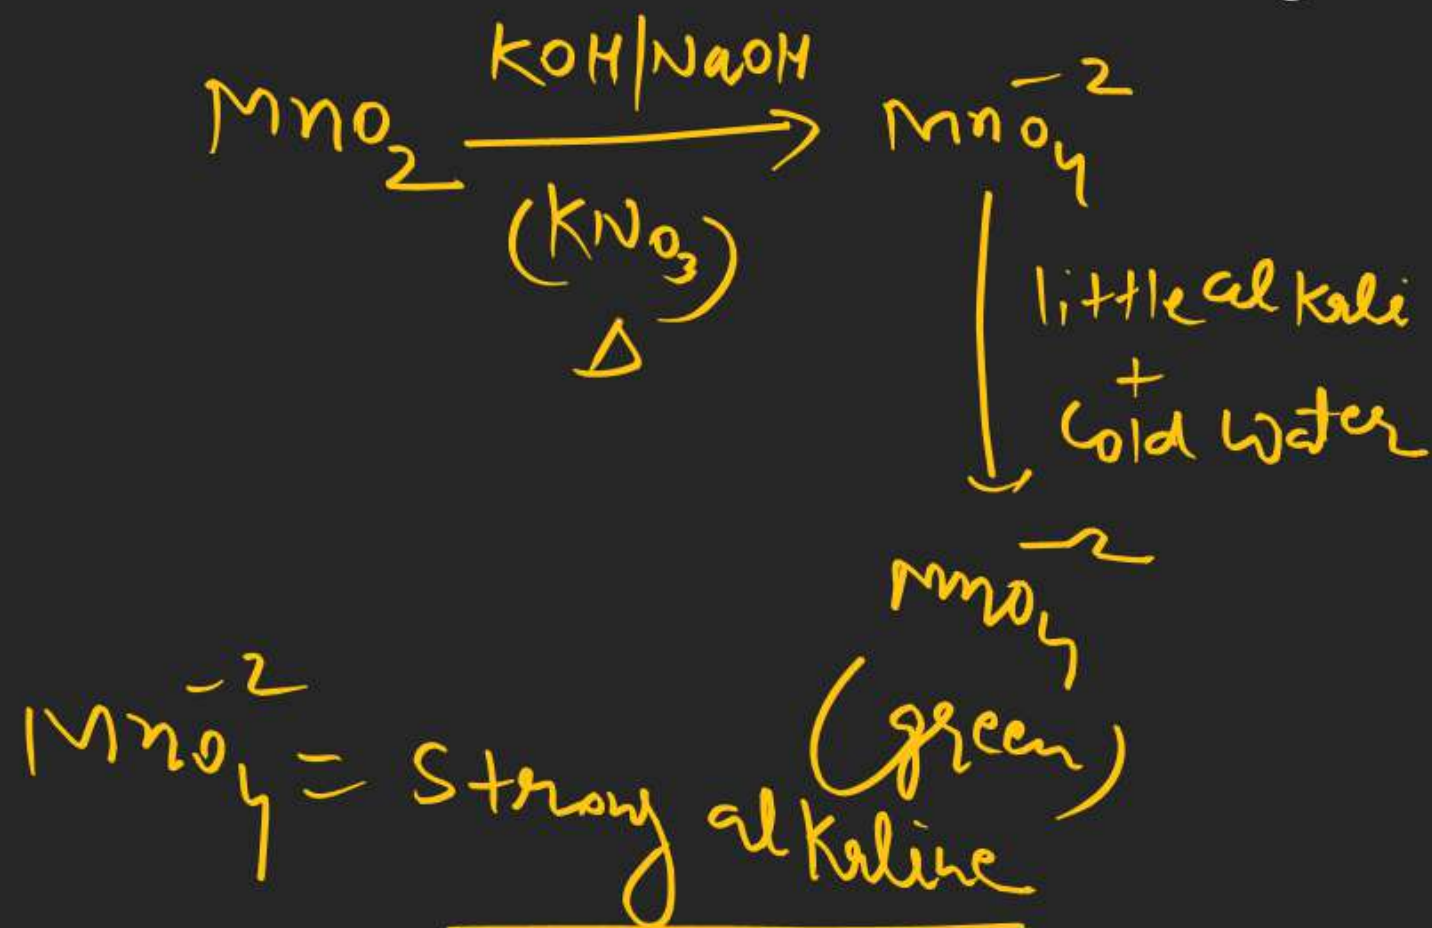 KOH/NaOH
MnO₂ ⟶ MnO₄⁻²
(KNO₃)
Δ
little alkali
+
Cold water
MnO₄⁻²
(green)
MnO₄⁻² = Strong alkaline